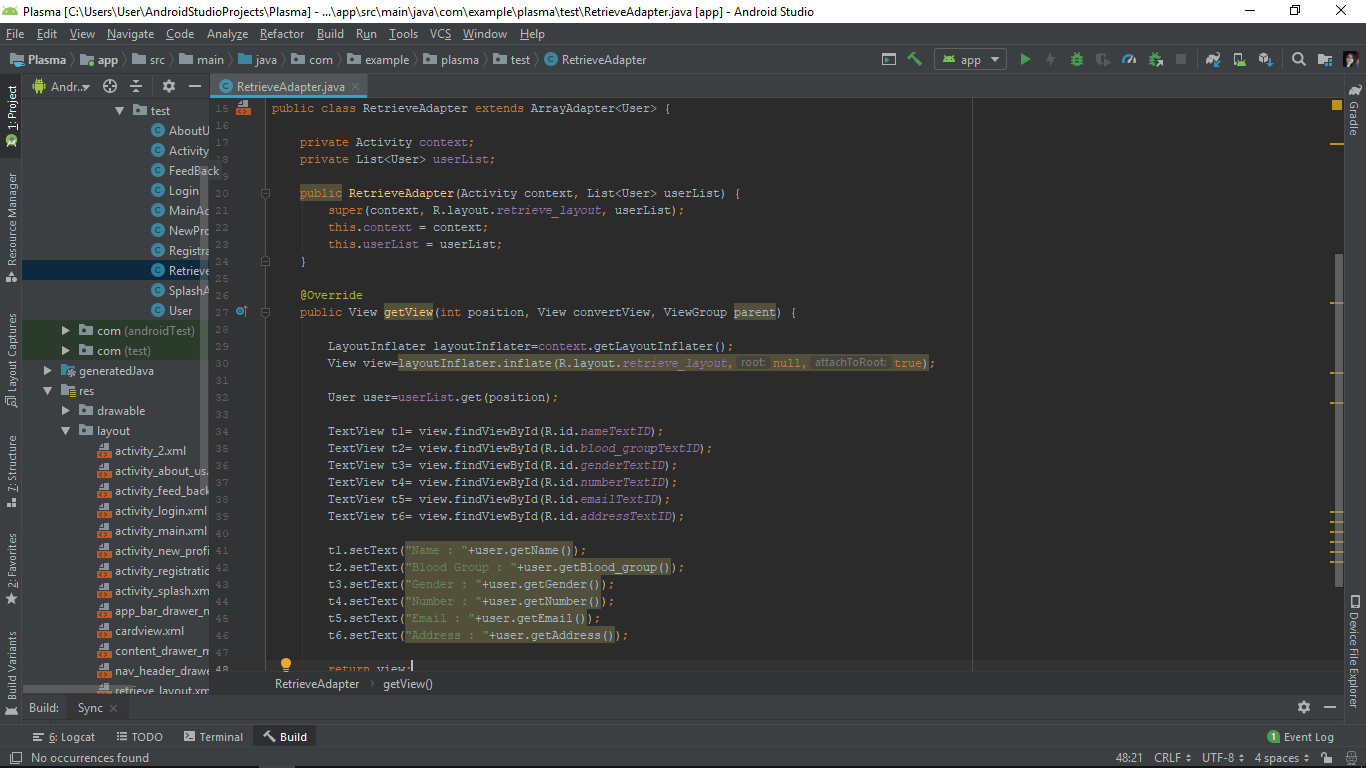 Plasma [C:\Users\User\AndroidStudioProjects\Plasma] - ...\app\src\main\java\com\example\plasma\test\RetrieveAdapter.java [app] - Android Studio
File Edit View Navigate Code Analyze Refactor Build Run Tools VCS Window Help
Plasma app src main java com example plasma test RetrieveAdapter app
Andr... RetrieveAdapter.java
1: Project
Resource Manager
Layout Captures
7: Structure
2: Favorites
Build Variants
test
AboutU
Activity
FeedBack
Login
MainAc
NewPro
Registra
Retrieve
SplashA
User
com (androidTest)
com (test)
generatedJava
res
drawable
layout
activity_2.xml
activity_about_us.
activity_feed_back
activity_login.xml
activity_main.xml
activity_new_profi
activity_registratio
activity_splash.xm
app_bar_drawer_m
cardview.xml
content_drawer_m
nav_header_drawe
retrieve_layout.xm
15 public class RetrieveAdapter extends ArrayAdapter<User> {
16
17 private Activity context;
18 private List<User> userList;
19
20 public RetrieveAdapter(Activity context, List<User> userList) {
21 super(context, R.layout.retrieve_layout, userList);
22 this.context = context;
23 this.userList = userList;
24 }
25
26 @Override
27 public View getView(int position, View convertView, ViewGroup parent) {
28
29 LayoutInflater layoutInflater=context.getLayoutInflater();
30 View view=layoutInflater.inflate(R.layout.retrieve_layout, root: null, attachToRoot: true);
31
32 User user=userList.get(position);
33
34 TextView t1= view.findViewById(R.id.nameTextID);
35 TextView t2= view.findViewById(R.id.blood_groupTextID);
36 TextView t3= view.findViewById(R.id.genderTextID);
37 TextView t4= view.findViewById(R.id.numberTextID);
38 TextView t5= view.findViewById(R.id.emailTextID);
39 TextView t6= view.findViewById(R.id.addressTextID);
40
41 t1.setText("Name : "+user.getName());
42 t2.setText("Blood Group : "+user.getBlood_group());
43 t3.setText("Gender : "+user.getGender());
44 t4.setText("Number : "+user.getNumber());
45 t5.setText("Email : "+user.getEmail());
46 t6.setText("Address : "+user.getAddress());
47
48 return view;
RetrieveAdapter › getView()
Gradle
Device File Explorer
Build: Sync
6: Logcat TODO Terminal Build 1 Event Log
No occurrences found 48:21 CRLF UTF-8 4 spaces